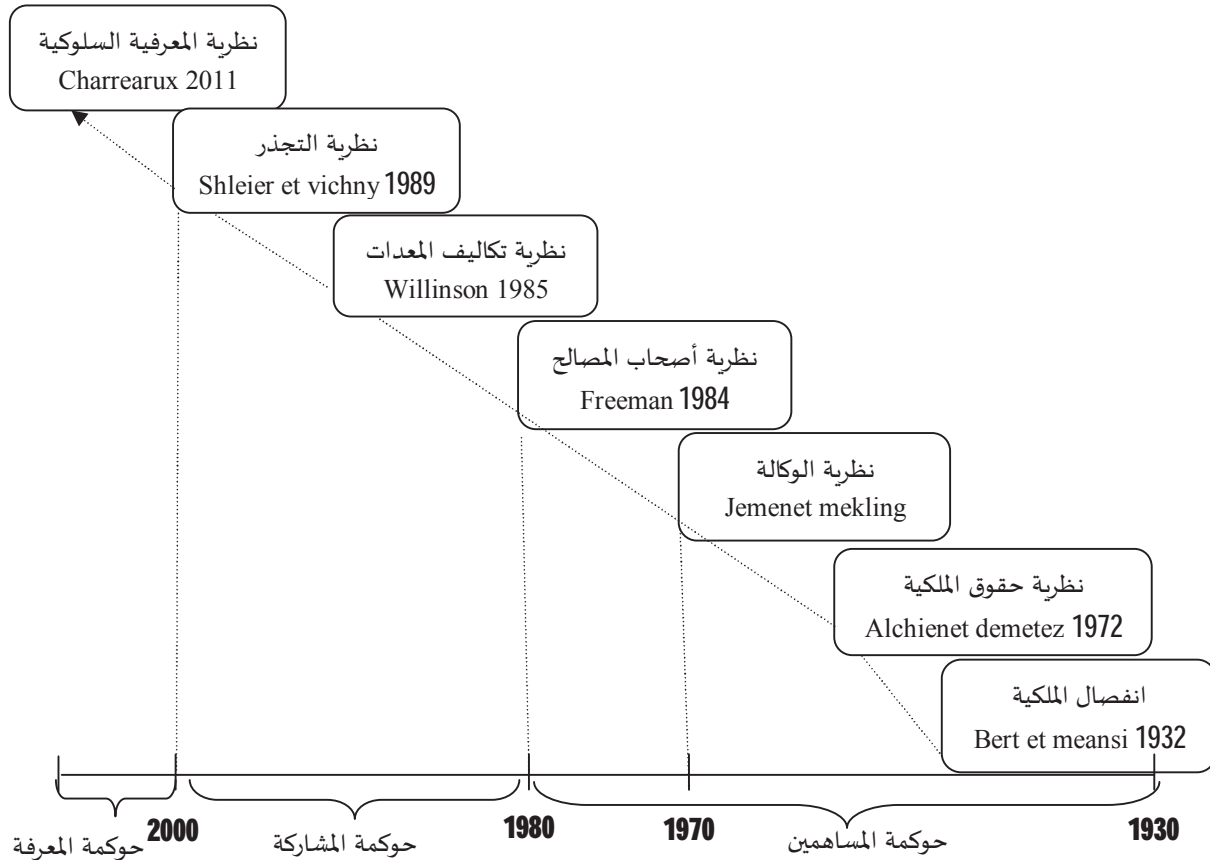 نظرية المعرفية السلوكية
Charrearux 2011
نظرية التجذر
Shleier et vichny 1989
نظرية تكاليف المعدات
Willinson 1985
نظرية أصحاب المصالح
Freeman 1984
نظرية الوكالة
Jemenet mekling
نظرية حقوق الملكية
Alchienet demetez 1972
انفصال الملكية
Bert et meansi 1932
1930
1970
1980
2000
حوكمة المساهمين
حوكمة المشاركة
حوكمة المعرفة